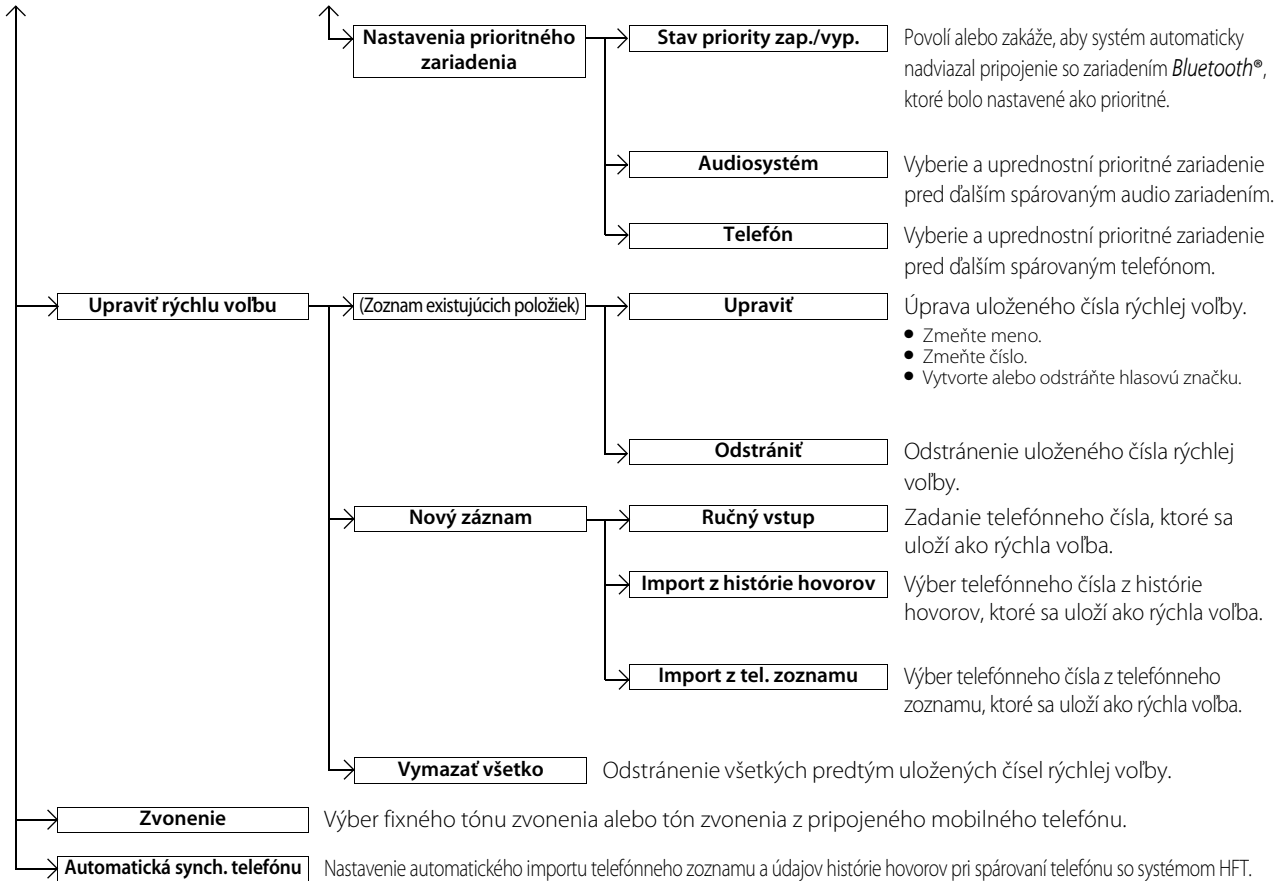 Nastavenia prioritného
zariadenia
Stav priority zap./vyp.
Povolí alebo zakáže, aby systém automaticky
nadviazal pripojenie so zariadením Bluetooth®,
ktoré bolo nastavené ako prioritné.
Audiosystém
Vyberie a uprednostní prioritné zariadenie
pred ďalším spárovaným audio zariadením.
Telefón
Vyberie a uprednostní prioritné zariadenie
pred ďalším spárovaným telefónom.
Upraviť rýchlu voľbu
(Zoznam existujúcich položiek)
Upraviť
Úprava uloženého čísla rýchlej voľby.
● Zmeňte meno.
● Zmeňte číslo.
● Vytvorte alebo odstráňte hlasovú značku.
Odstrániť
Odstránenie uloženého čísla rýchlej
voľby.
Nový záznam
Ručný vstup
Zadanie telefónneho čísla, ktoré sa
uloží ako rýchla voľba.
Import z histórie hovorov
Výber telefónneho čísla z histórie
hovorov, ktoré sa uloží ako rýchla voľba.
Import z tel. zoznamu
Výber telefónneho čísla z telefónneho
zoznamu, ktoré sa uloží ako rýchla voľba.
Vymazať všetko
Odstránenie všetkých predtým uložených čísel rýchlej voľby.
Zvonenie
Výber fixného tónu zvonenia alebo tón zvonenia z pripojeného mobilného telefónu.
Automatická synch. telefónu
Nastavenie automatického importu telefónneho zoznamu a údajov histórie hovorov pri spárovaní telefónu so systémom HFT.